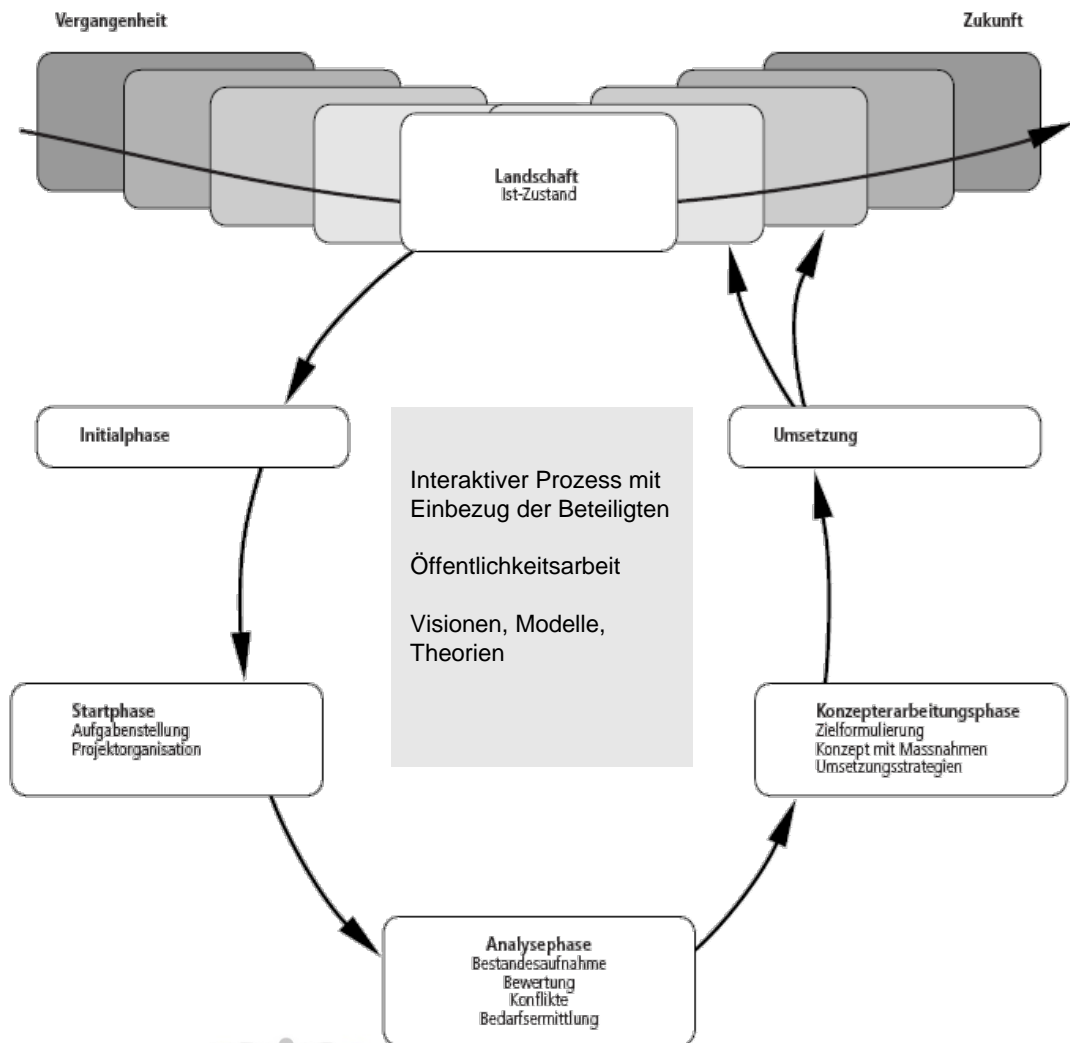 Vergangenheit
Zukunft
Landschaft
Ist-Zustand
Initialphase
Umsetzung
Interaktiver Prozess mit
Einbezug der Beteiligten
Öffentlichkeitsarbeit
Visionen, Modelle,
Theorien
Startphase
Aufgabenstellung
Projektorganisation
Konzepterarbeitungsphase
Zielformulierung
Konzept mit Massnahmen
Umsetzungsstrategien
Analysephase
Bestandesaufnahme
Bewertung
Konflikte
Bedarfsermittlung